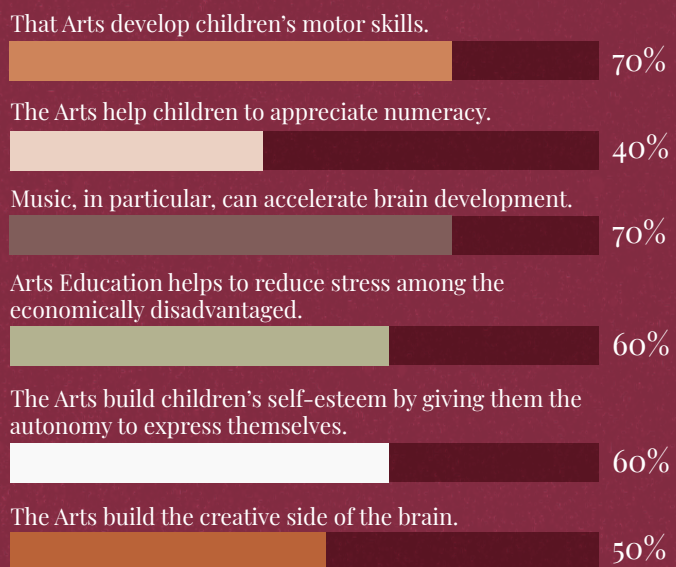 That Arts develop children’s motor skills.
70%
The Arts help children to appreciate numeracy.
40%
Music, in particular, can accelerate brain development.
70%
Arts Education helps to reduce stress among the
economically disadvantaged.
60%
The Arts build children’s self-esteem by giving them the
autonomy to express themselves.
60%
The Arts build the creative side of the brain.
50%